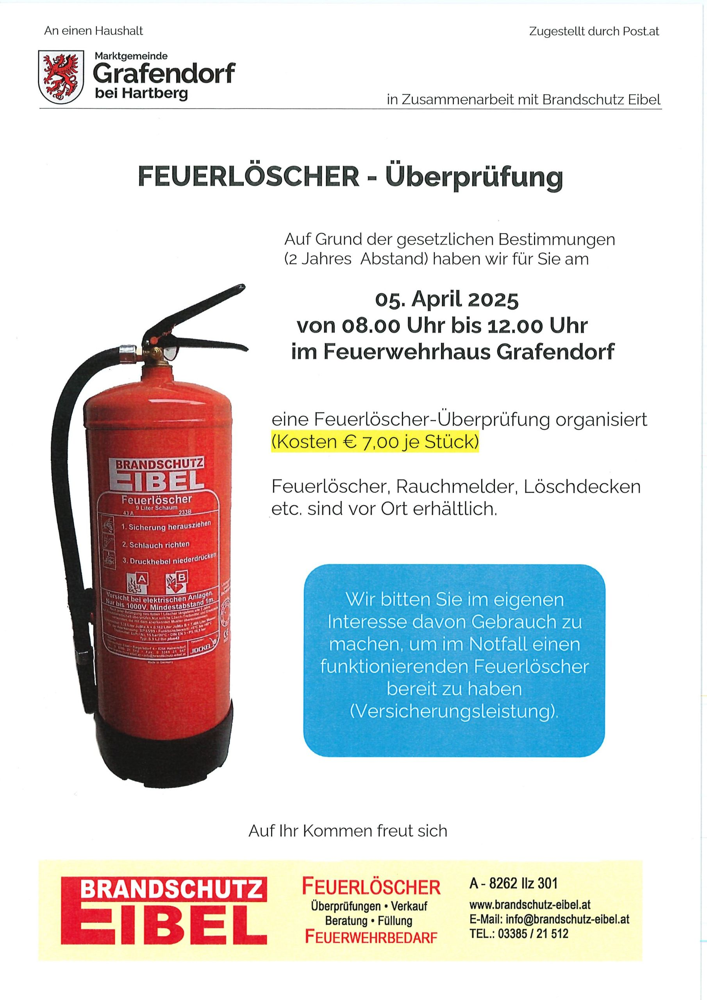 An einen Haushalt
Zugestellt durch Post.at
Marktgemeinde
Grafendorf
bei Hartberg
in Zusammenarbeit mit Brandschutz Eibel
FEUERLÖSCHER - Überprüfung
Auf Grund der gesetzlichen Bestimmungen
(2 Jahres Abstand) haben wir für Sie am
05. April 2025
von 08.00 Uhr bis 12.00 Uhr
im Feuerwehrhaus Grafendorf
eine Feuerlöscher-Überprüfung organisiert
(Kosten € 7,00 je Stück)
Feuerlöscher, Rauchmelder, Löschdecken
etc. sind vor Ort erhältlich.
BRANDSCHUTZ
EIBEL
Feuerlöscher
9 Liter Schaum
43 A 233B
1. Sicherung herausziehen
2. Schlauch richten
3. Druckhebel niederdrücken
A B
Vorsicht bei elektrischen Anlagen.
Nur bis 1000V. Mindestabstand 1m.
JOCKEL
Made in Germany
Wir bitten Sie im eigenen
Interesse davon Gebrauch zu
machen, um im Notfall einen
funktionierenden Feuerlöscher
bereit zu haben
(Versicherungsleistung).
Auf Ihr Kommen freut sich
BRANDSCHUTZ
EIBEL
FEUERLÖSCHER
Überprüfungen • Verkauf
Beratung • Füllung
FEUERWEHRBEDARF
A - 8262 Ilz 301
www.brandschutz-eibel.at
E-Mail: info@brandschutz-eibel.at
TEL.: 03385 / 21 512